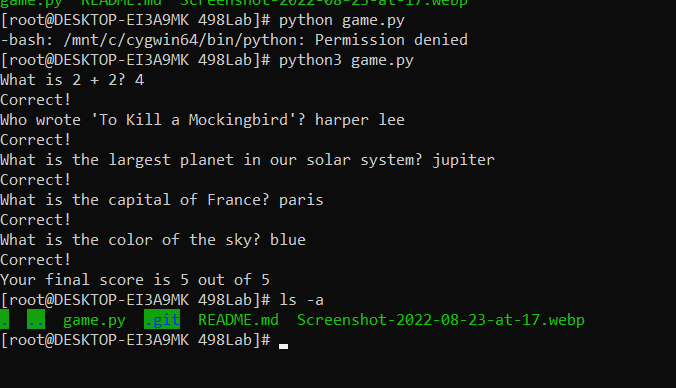 game.py  README.md  Screenshot-2022-08-23-at-17.webp
[root@DESKTOP-EI3A9MK 498Lab]# python game.py
-bash: /mnt/c/cygwin64/bin/python: Permission denied
[root@DESKTOP-EI3A9MK 498Lab]# python3 game.py
What is 2 + 2? 4
Correct!
Who wrote 'To Kill a Mockingbird'? harper lee
Correct!
What is the largest planet in our solar system? jupiter
Correct!
What is the capital of France? paris
Correct!
What is the color of the sky? blue
Correct!
Your final score is 5 out of 5
[root@DESKTOP-EI3A9MK 498Lab]# ls -a
.  ..  game.py  .git  README.md  Screenshot-2022-08-23-at-17.webp
[root@DESKTOP-EI3A9MK 498Lab]#